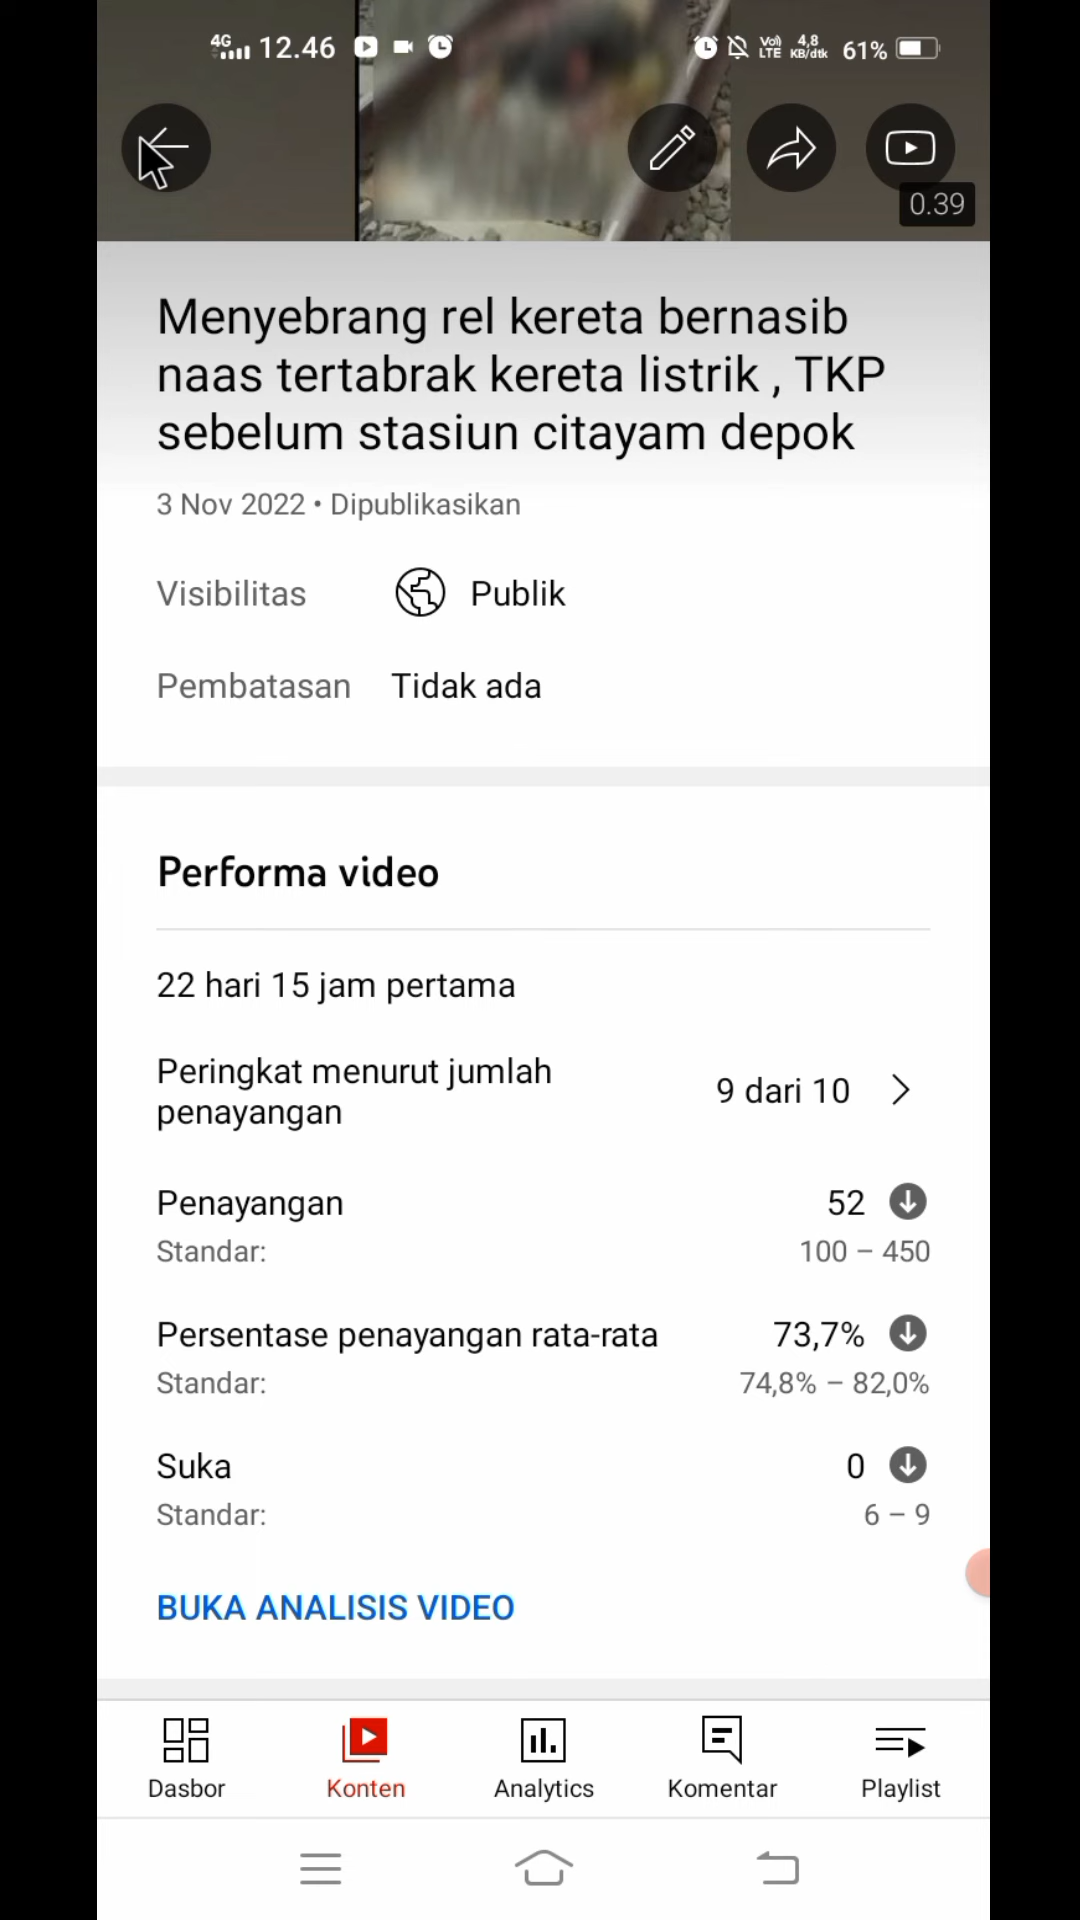 4G 12.46 Vo) LTE 4,8 KB/dtk 61%
0.39
Menyebrang rel kereta bernasib
naas tertabrak kereta listrik , TKP
sebelum stasiun citayam depok
3 Nov 2022 • Dipublikasikan
Visibilitas Publik
Pembatasan Tidak ada
Performa video
22 hari 15 jam pertama
Peringkat menurut jumlah
penayangan 9 dari 10
Penayangan 52
Standar: 100 – 450
Persentase penayangan rata-rata 73,7%
Standar: 74,8% – 82,0%
Suka 0
Standar: 6 – 9
BUKA ANALISIS VIDEO
Dasbor Konten Analytics Komentar Playlist